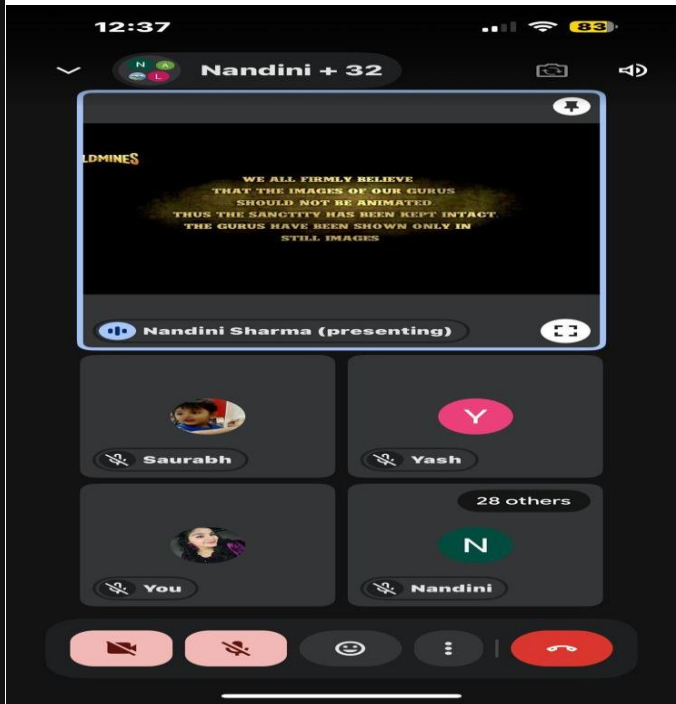 12:37
83
N A
L
Nandini + 32
LDMINES
WE ALL FIRMLY BELIEVE
THAT THE IMAGES OF OUR GURUS
SHOULD NOT BE ANIMATED
THUS THE SANCTITY HAS BEEN KEPT INTACT.
THE GURUS HAVE BEEN SHOWN ONLY IN
STILL IMAGES
Nandini Sharma (presenting)
Y
Saurabh
Yash
28 others
N
You
Nandini